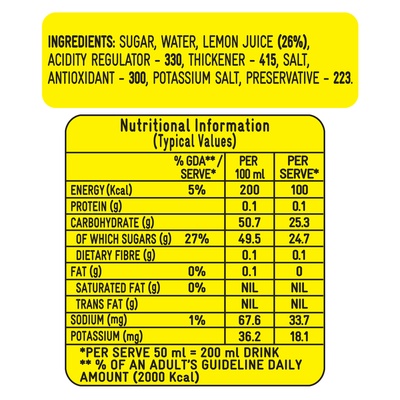 INGREDIENTS: SUGAR, WATER, LEMON JUICE (26%),
ACIDITY REGULATOR - 330, THICKENER - 415, SALT,
ANTIOXIDANT - 300, POTASSIUM SALT, PRESERVATIVE - 223.
Nutritional Information
(Typical Values)
% GDA**/ SERVE* PER 100 ml PER SERVE*
ENERGY (Kcal) 5% 200 100
PROTEIN (g) 0.1 0.1
CARBOHYDRATE (g) 50.7 25.3
OF WHICH SUGARS (g) 27% 49.5 24.7
DIETARY FIBRE (g) 0.1 0.1
FAT (g) 0% 0.1 0
SATURATED FAT (g) 0% NIL NIL
TRANS FAT (g) NIL NIL
SODIUM (mg) 1% 67.6 33.7
POTASSIUM (mg) 36.2 18.1
*PER SERVE 50 ml = 200 ml DRINK
** % OF AN ADULT'S GUIDELINE DAILY
AMOUNT (2000 Kcal)